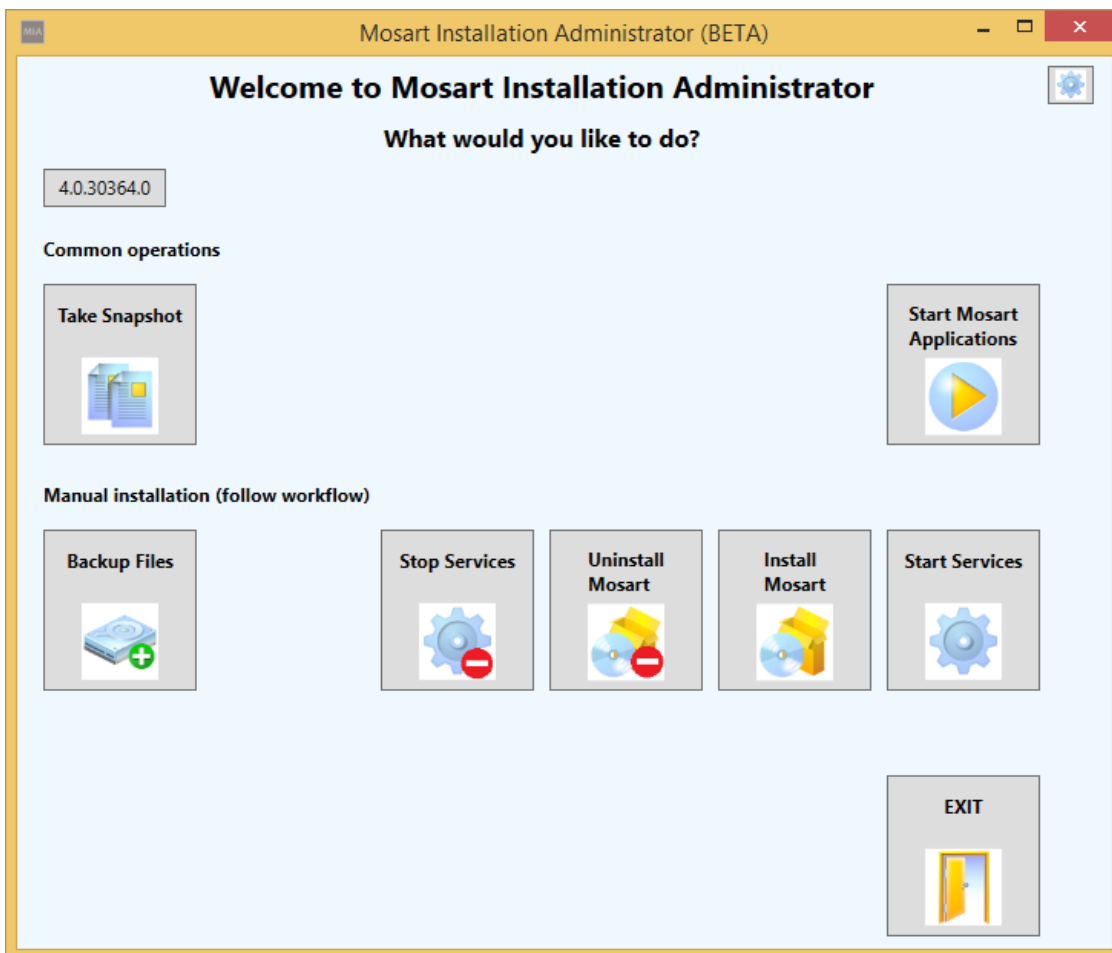 MIA
Mosart Installation Administrator (BETA)
Welcome to Mosart Installation Administrator
What would you like to do?
4.0.30364.0
Common operations
Take Snapshot
Start Mosart
Applications
Manual installation (follow workflow)
Backup Files
Stop Services
Uninstall
Mosart
Install
Mosart
Start Services
EXIT